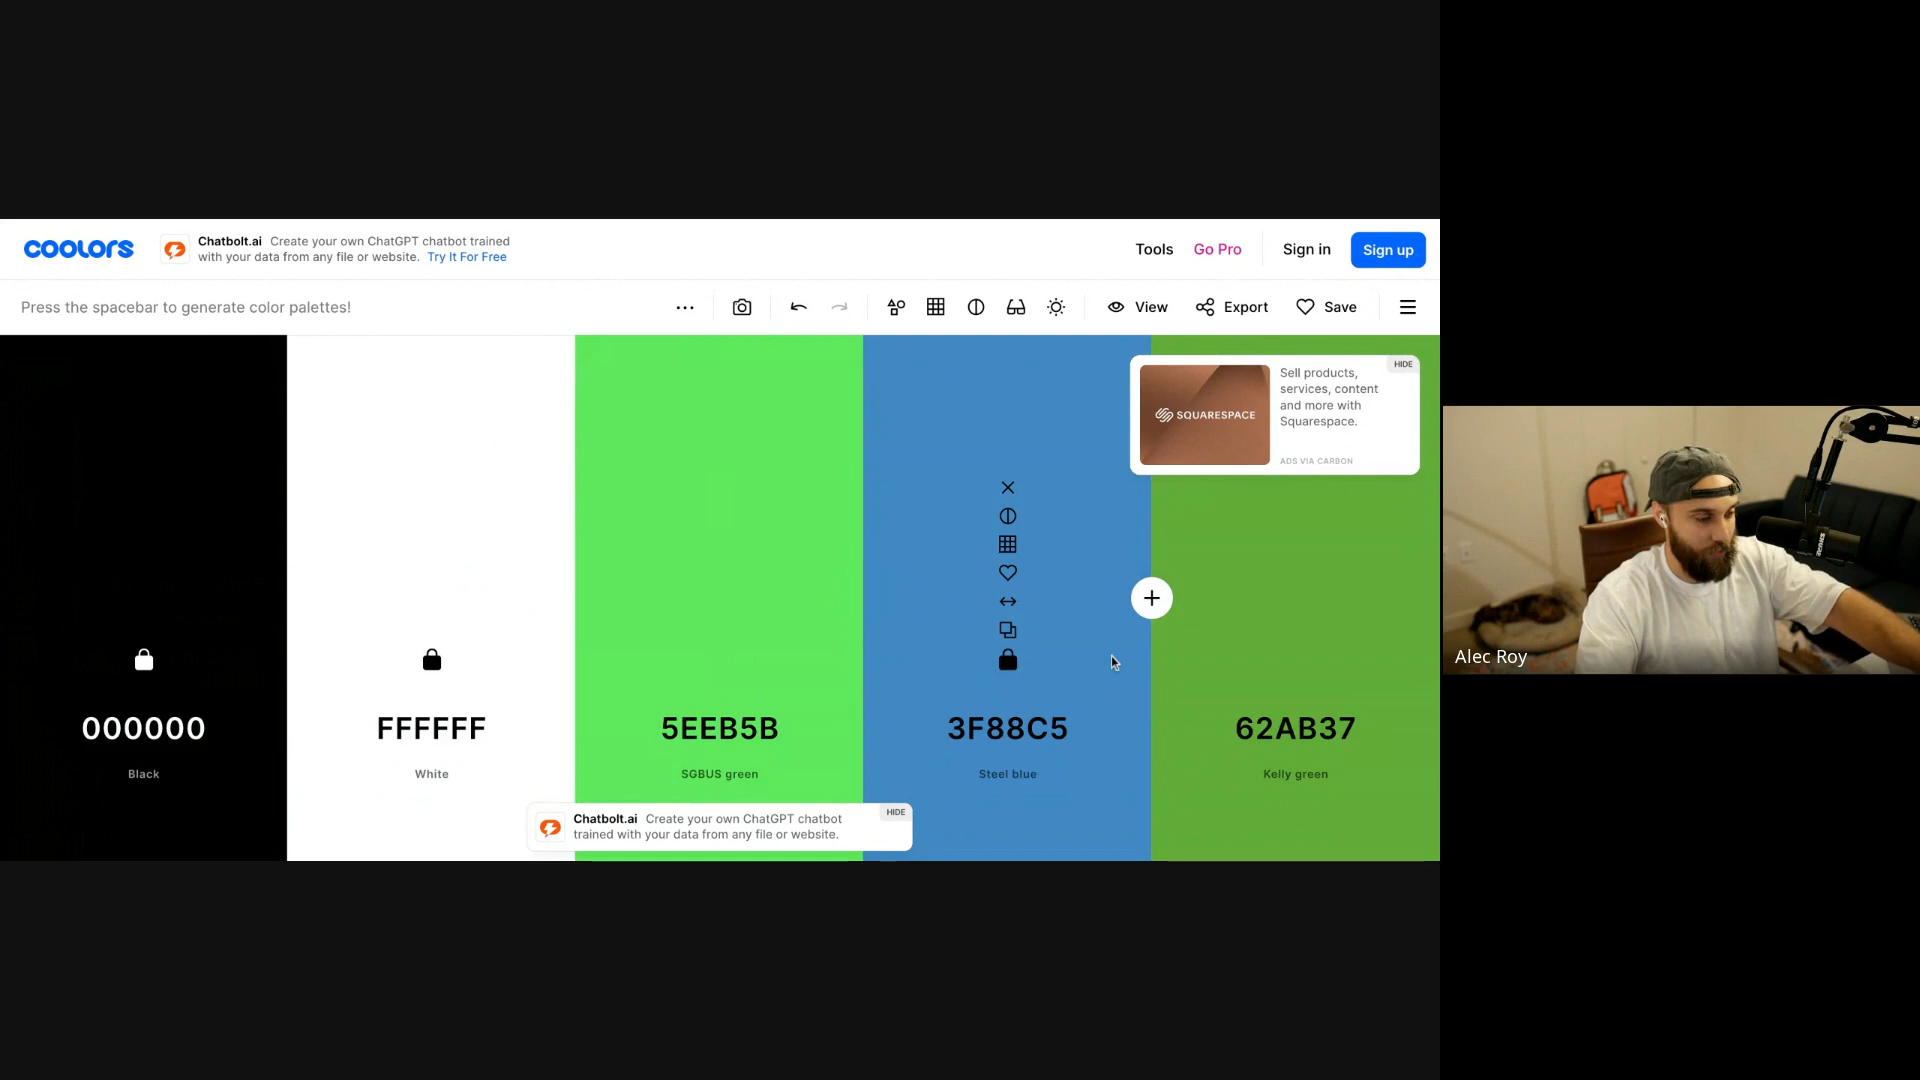 coolors
Chatbolt.ai Create your own ChatGPT chatbot trained
with your data from any file or website. Try It For Free
Tools
Go Pro
Sign in
Sign up
Press the spacebar to generate color palettes!
View
Export
Save
HIDE
SQUARESPACE
Sell products,
services, content
and more with
Squarespace.
ADS VIA CARBON
000000
Black
FFFFFF
White
5EEB5B
SGBUS green
3F88C5
Steel blue
62AB37
Kelly green
Chatbolt.ai Create your own ChatGPT chatbot
trained with your data from any file or website.
HIDE
SHURE
Alec Roy